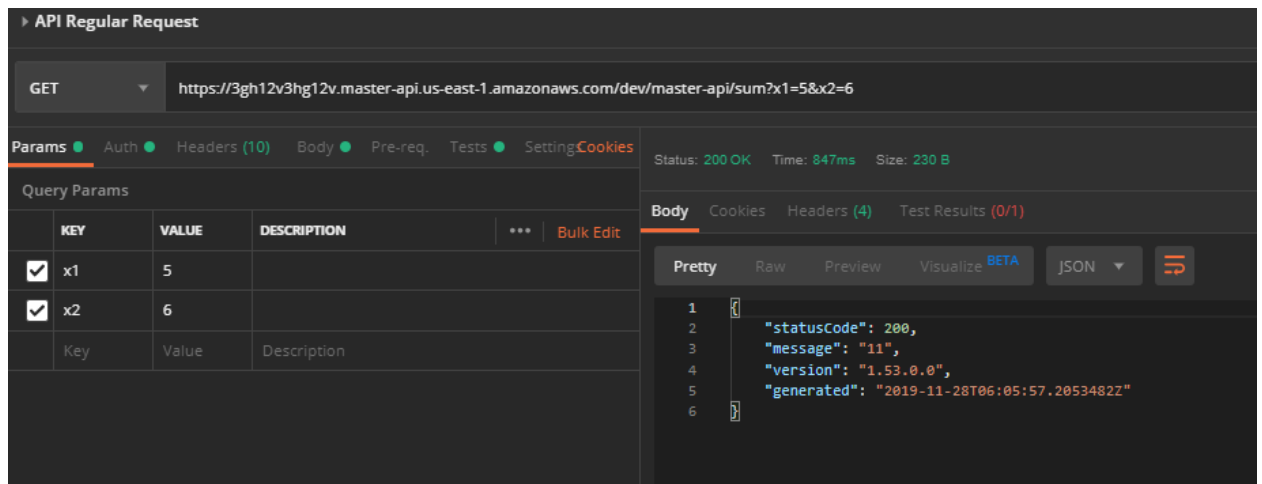 API Regular Request
GET https://3gh12v3hg12v.master-api.us-east-1.amazonaws.com/dev/master-api/sum?x1=5&x2=6
Params Auth Headers (10) Body Pre-req. Tests Settings Cookies
Query Params
KEY VALUE DESCRIPTION ••• Bulk Edit
x1 5
x2 6
Key Value Description
Status: 200 OK Time: 847ms Size: 230 B
Body Cookies Headers (4) Test Results (0/1)
Pretty Raw Preview Visualize BETA JSON
1 {
2 "statusCode": 200,
3 "message": "11",
4 "version": "1.53.0.0",
5 "generated": "2019-11-28T06:05:57.2053482Z"
6 }